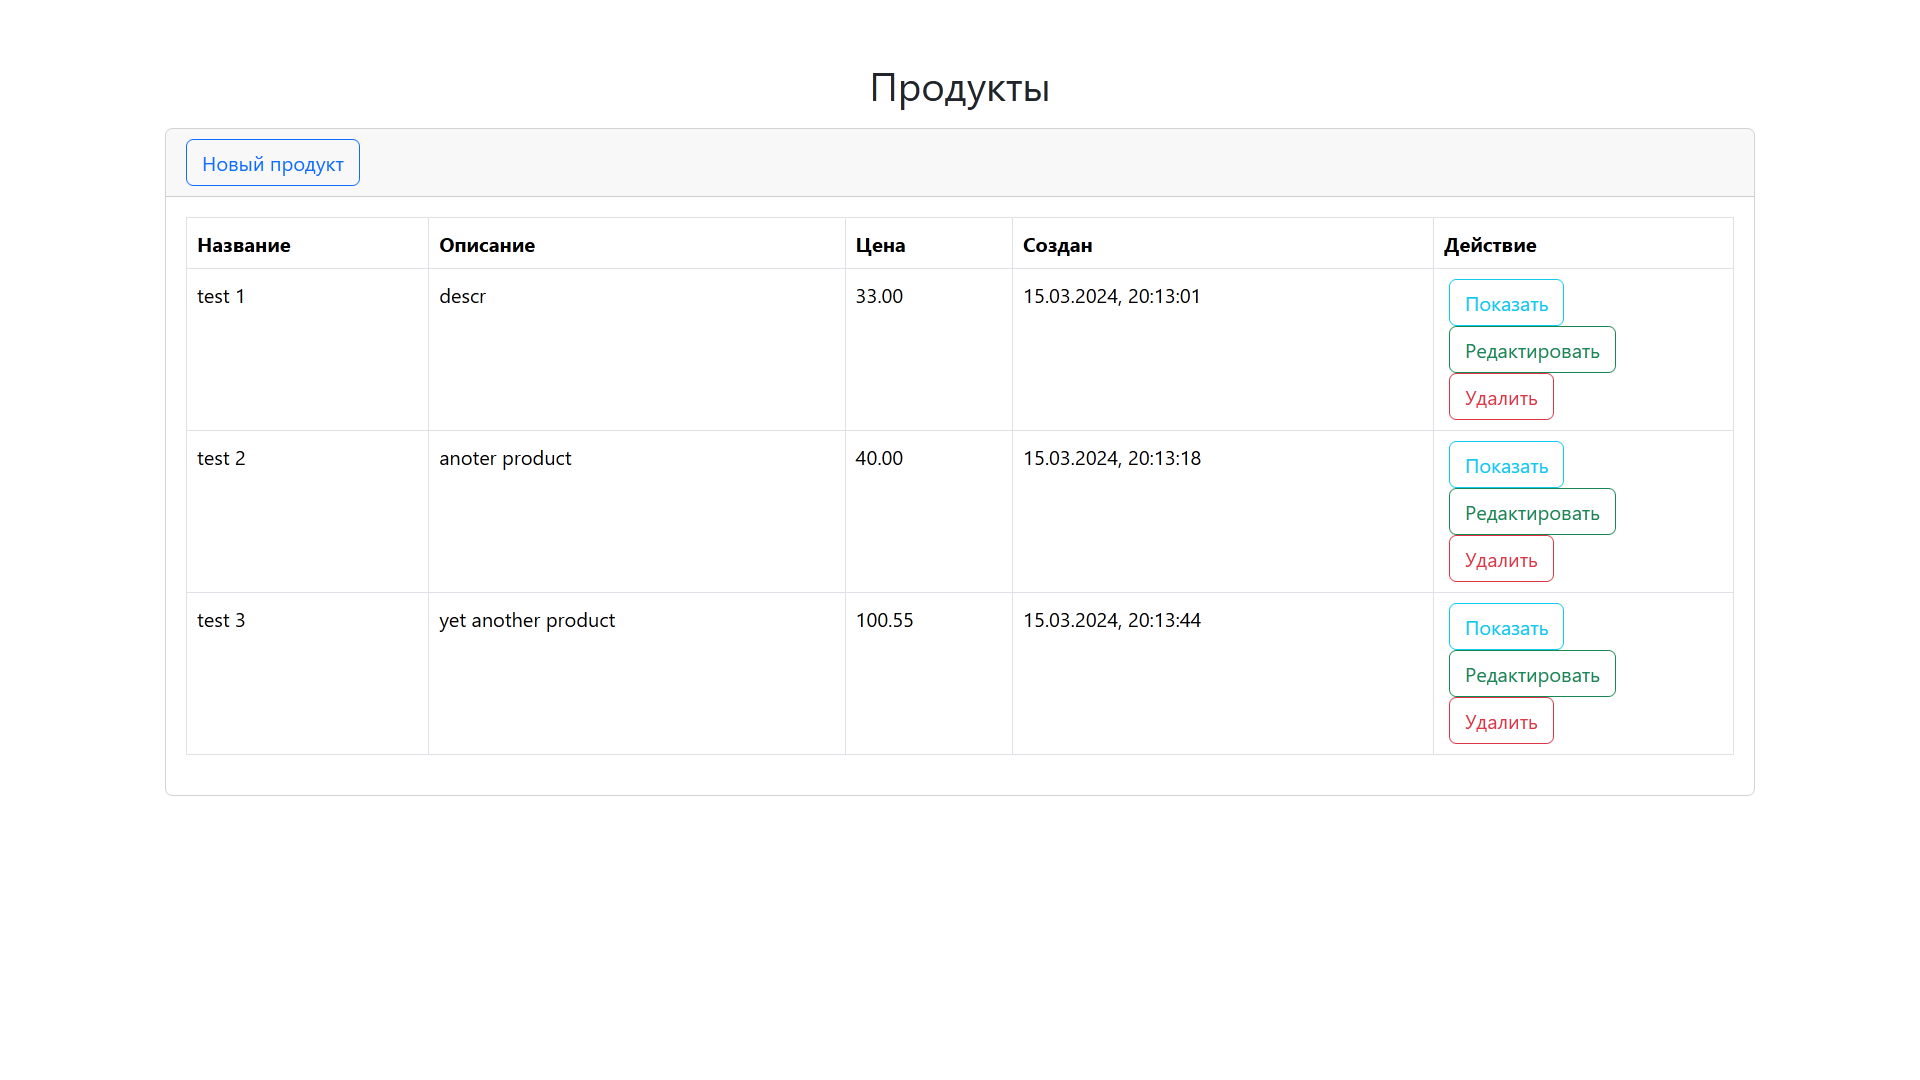 Продукты
Новый продукт
Название Описание Цена Создан Действие
test 1 descr 33.00 15.03.2024, 20:13:01 Показать
Редактировать
Удалить
test 2 anoter product 40.00 15.03.2024, 20:13:18 Показать
Редактировать
Удалить
test 3 yet another product 100.55 15.03.2024, 20:13:44 Показать
Редактировать
Удалить